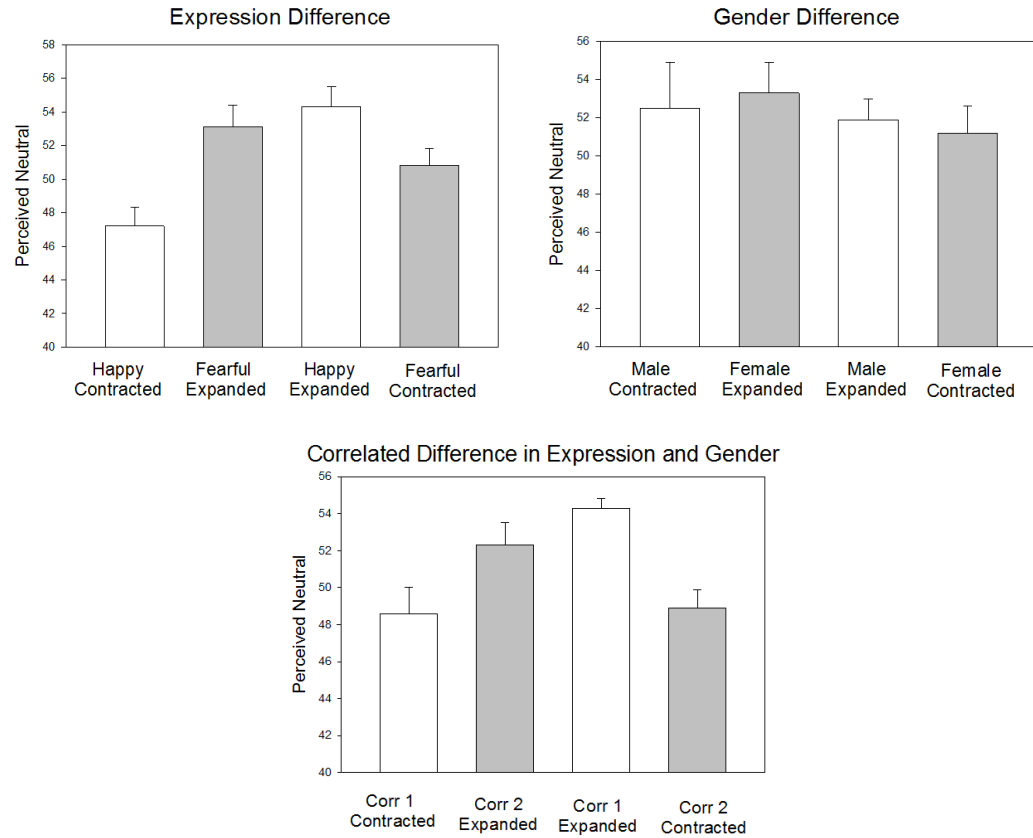 Expression Difference
Perceived Neutral
58
56
54
52
50
48
46
44
42
40
Happy Contracted
Fearful Expanded
Happy Expanded
Fearful Contracted
Gender Difference
Perceived Neutral
56
54
52
50
48
46
44
42
40
Male Contracted
Female Expanded
Male Expanded
Female Contracted
Correlated Difference in Expression and Gender
Perceived Neutral
56
54
52
50
48
46
44
42
40
Corr 1 Contracted
Corr 2 Expanded
Corr 1 Expanded
Corr 2 Contracted